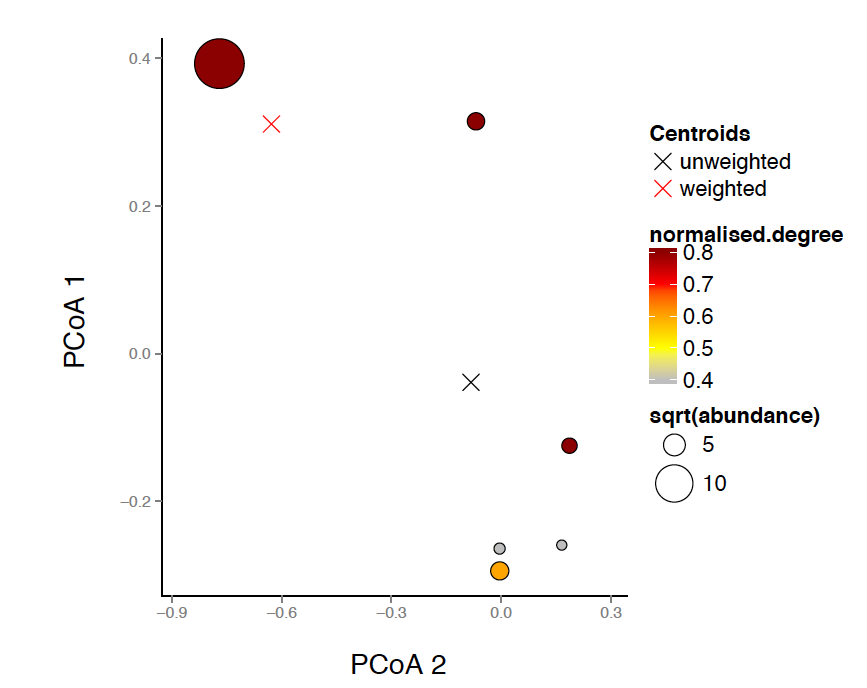 0.4
0.2
0.0
−0.2
PCoA 1
−0.9
−0.6
−0.3
0.0
0.3
PCoA 2
Centroids
unweighted
weighted
normalised.degree
0.8
0.7
0.6
0.5
0.4
sqrt(abundance)
5
10